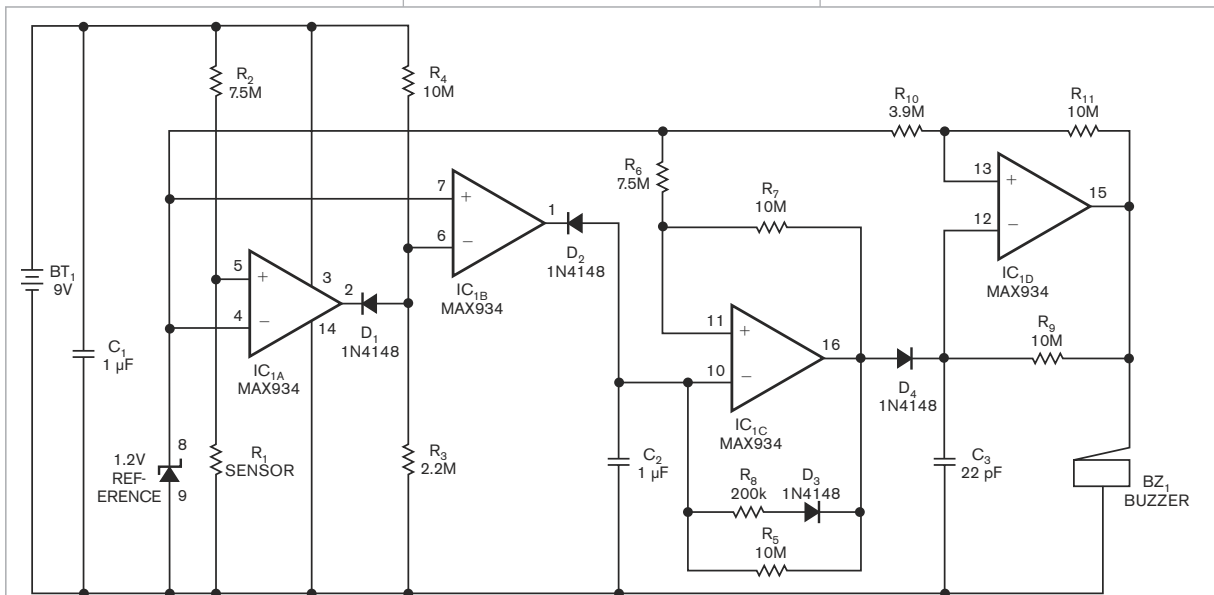 BT1
9V
C1
1 µF
R2
7.5M
R4
10M
5
+
4
−
3
2
14
IC1A
MAX934
D1
1N4148
1.2V
REF-
ERENCE
8
9
R1
SENSOR
R3
2.2M
7
+
6
−
1
IC1B
MAX934
D2
1N4148
R6
7.5M
R7
10M
11
+
10
−
16
IC1C
MAX934
C2
1 µF
R8
200k
D3
1N4148
R5
10M
D4
1N4148
R10
3.9M
R11
10M
13
+
12
−
15
IC1D
MAX934
R9
10M
C3
22 pF
BZ1
BUZZER